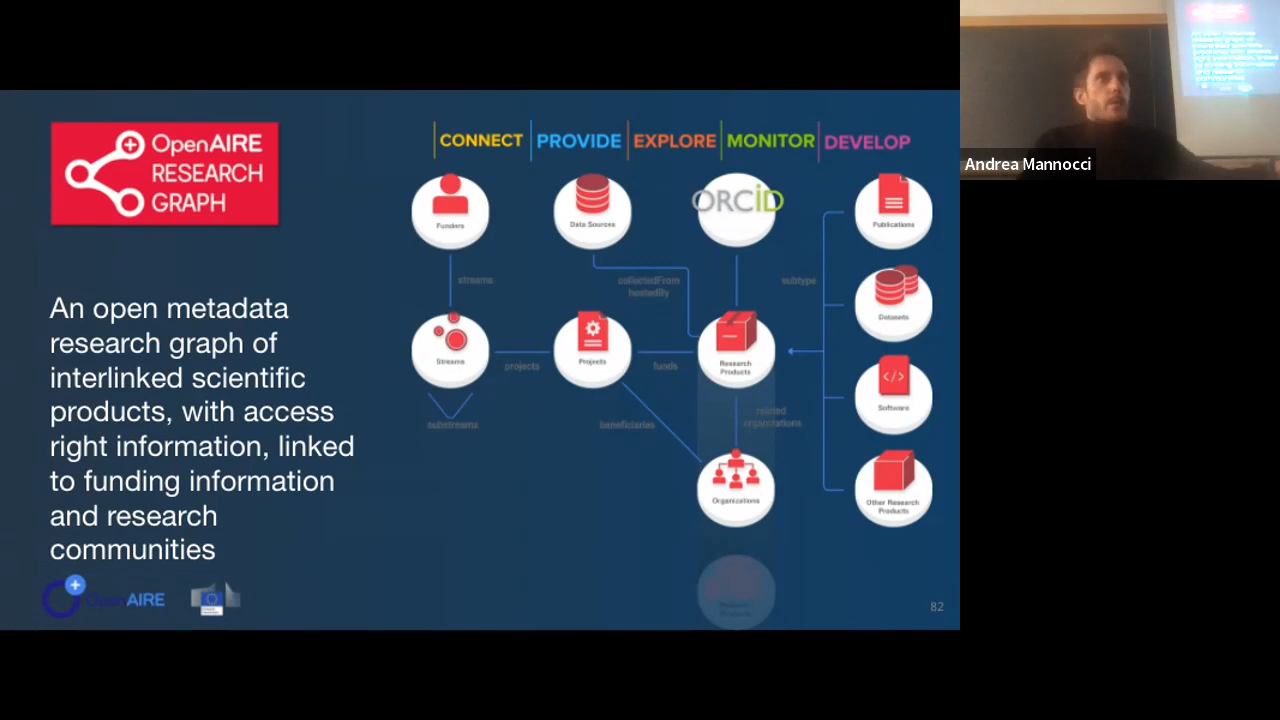 OpenAIRE
RESEARCH
GRAPH
An open metadata
research graph of
interlinked scientific
products, with access
right information, linked
to funding information
and research
communities
OpenAIRE
CONNECT PROVIDE EXPLORE MONITOR DEVELOP
Funders
Data Sources
ORCID
Publications
streams
collectedFrom
hostedBy
subtype
Datasets
Streams
Projects
Research
Products
projects
funds
Software
substreams
beneficiaries
related
organizations
Organizations
Other Research
Products
82
Andrea Mannocci